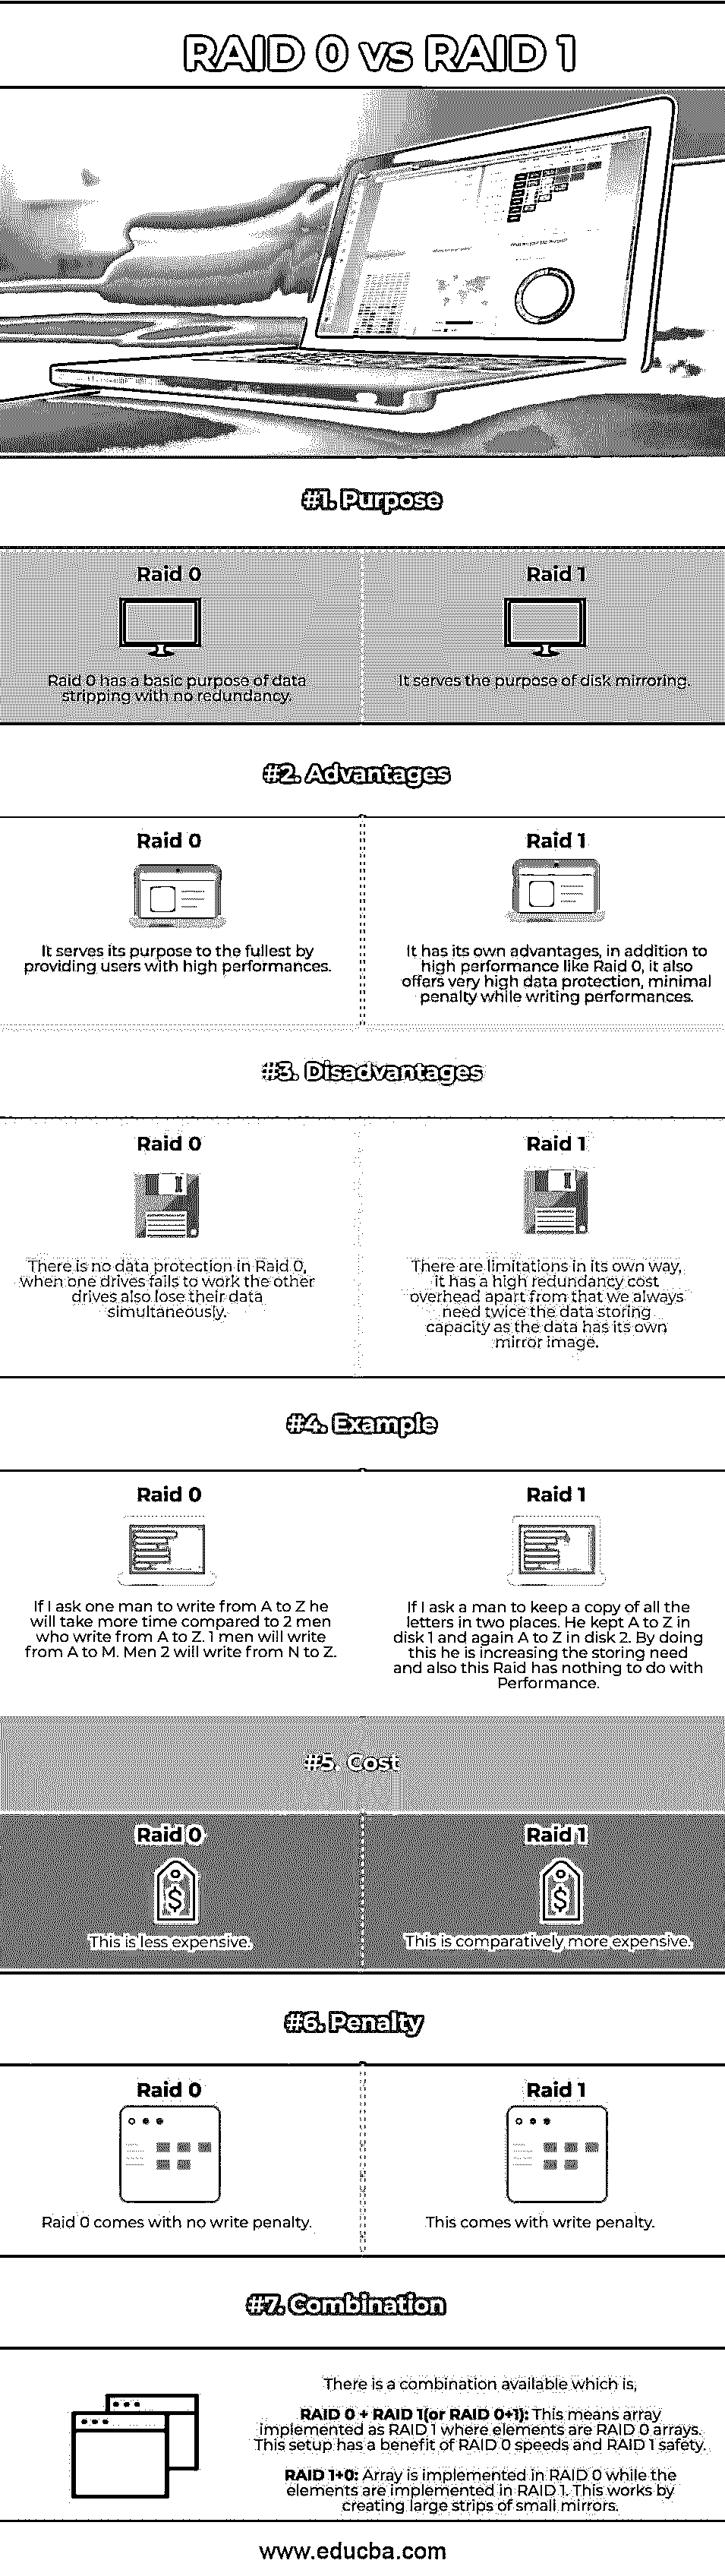 RAID 0 vs RAID 1
#1. Purpose
Raid 0
Raid 0 has a basic purpose of data
stripping with no redundancy.
Raid 1
It serves the purpose of disk mirroring.
#2. Advantages
Raid 0
It serves its purpose to the fullest by
providing users with high performances.
Raid 1
It has its own advantages, in addition to
high performance like Raid 0, it also
offers very high data protection, minimal
penalty while writing performances.
#3. Disadvantages
Raid 0
There is no data protection in Raid 0,
when one drives fails to work the other
drives also lose their data
simultaneously.
Raid 1
There are limitations in its own way,
it has a high redundancy cost
overhead apart from that we always
need twice the data storing
capacity as the data has its own
mirror image.
#4. Example
Raid 0
If I ask one man to write from A to Z he
will take more time compared to 2 men
who write from A to Z. 1 men will write
from A to M. Men 2 will write from N to Z.
Raid 1
If I ask a man to keep a copy of all the
letters in two places. He kept A to Z in
disk 1 and again A to Z in disk 2. By doing
this he is increasing the storing need
and also this Raid has nothing to do with
Performance.
#5. Cost
Raid 0
$
This is less expensive.
Raid 1
$
This is comparatively more expensive.
#6. Penalty
Raid 0
Raid 0 comes with no write penalty.
Raid 1
This comes with write penalty.
#7. Combination
There is a combination available which is,
RAID 0 + RAID 1(or RAID 0+1): This means array
implemented as RAID 1 where elements are RAID 0 arrays.
This setup has a benefit of RAID 0 speeds and RAID 1 safety.
RAID 1+0: Array is implemented in RAID 0 while the
elements are implemented in RAID 1. This works by
creating large strips of small mirrors.
www.educba.com